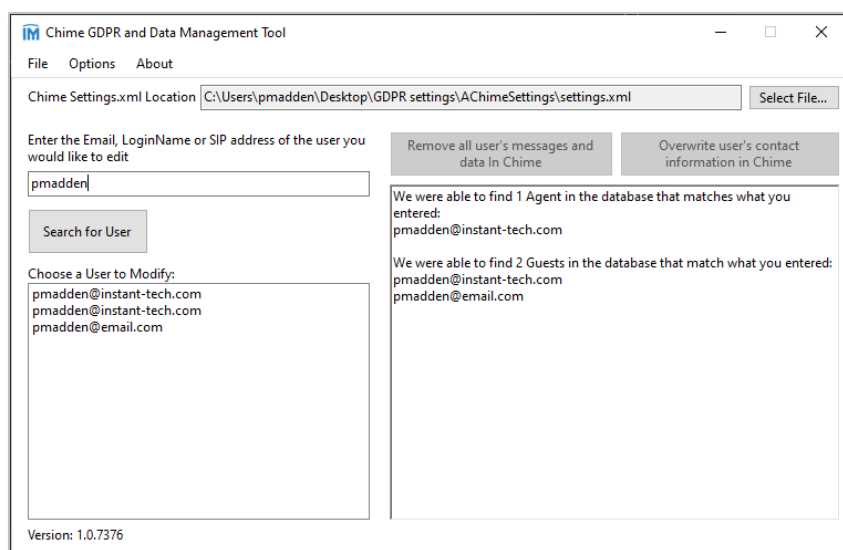 IM Chime GDPR and Data Management Tool
File Options About
Chime Settings.xml Location C:\Users\pmadden\Desktop\GDPR settings\AChimeSettings\settings.xml Select File...
Enter the Email, LoginName or SIP address of the user you
would like to edit
pmadden
Search for User
Choose a User to Modify:
pmadden@instant-tech.com
pmadden@instant-tech.com
pmadden@email.com
Remove all user's messages and
data In Chime
Overwrite user's contact
information in Chime
We were able to find 1 Agent in the database that matches what you
entered:
pmadden@instant-tech.com
We were able to find 2 Guests in the database that match what you entered:
pmadden@instant-tech.com
pmadden@email.com
Version: 1.0.7376